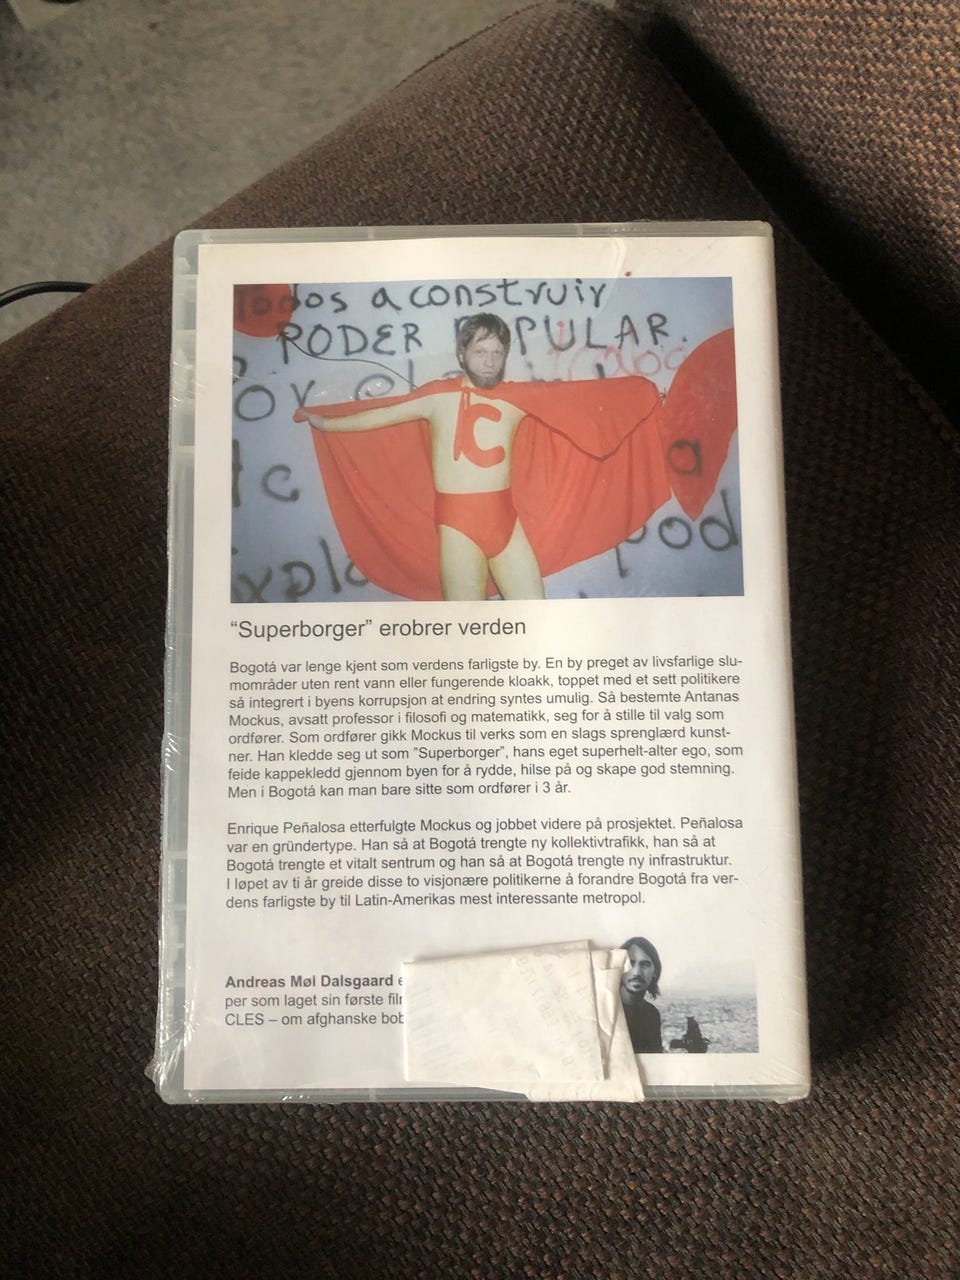 Todos a construir
PODER POPULAR.
a
pod
C
"Superborger" erobrer verden
Bogotá var lenge kjent som verdens farligste by. En by preget av livsfarlige slu-
mområder uten rent vann eller fungerende kloakk, toppet med et sett politikere
så integrert i byens korrupsjon at endring syntes umulig. Så bestemte Antanas
Mockus, avsatt professor i filosofi og matematikk, seg for å stille til valg som
ordfører. Som ordfører gikk Mockus til verks som en slags sprenglærd kunst-
ner. Han kledde seg ut som "Superborger", hans eget superhelt-alter ego, som
feide kappekledd gjennom byen for å rydde, hilse på og skape god stemning.
Men i Bogotá kan man bare sitte som ordfører i 3 år.
Enrique Peñalosa etterfulgte Mockus og jobbet videre på prosjektet. Peñalosa
var en gründertype. Han så at Bogotá trengte ny kollektivtrafikk, han så at
Bogotá trengte et vitalt sentrum og han så at Bogotá trengte ny infrastruktur.
I løpet av ti år greide disse to visjonære politikerne å forandre Bogotá fra ver-
dens farligste by til Latin-Amerikas mest interessante metropol.
Andreas Møl Dalsgaard
per som laget sin første
CLES – om afghanske